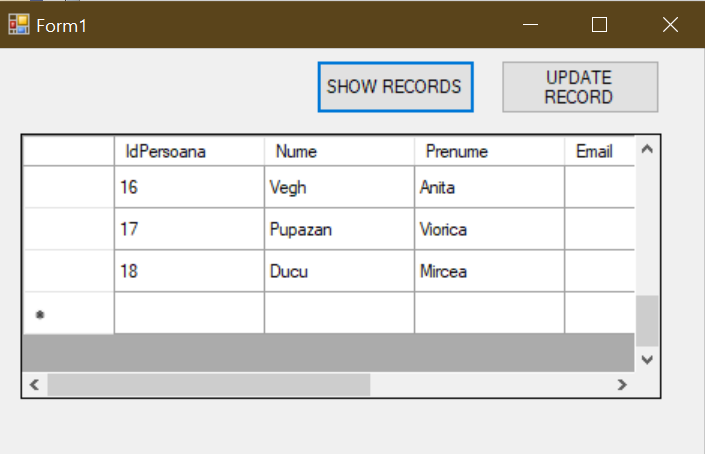 Form1
SHOW RECORDS
UPDATE
RECORD
IdPersoana Nume Prenume Email
16 Vegh Anita
17 Pupazan Viorica
18 Ducu Mircea
*